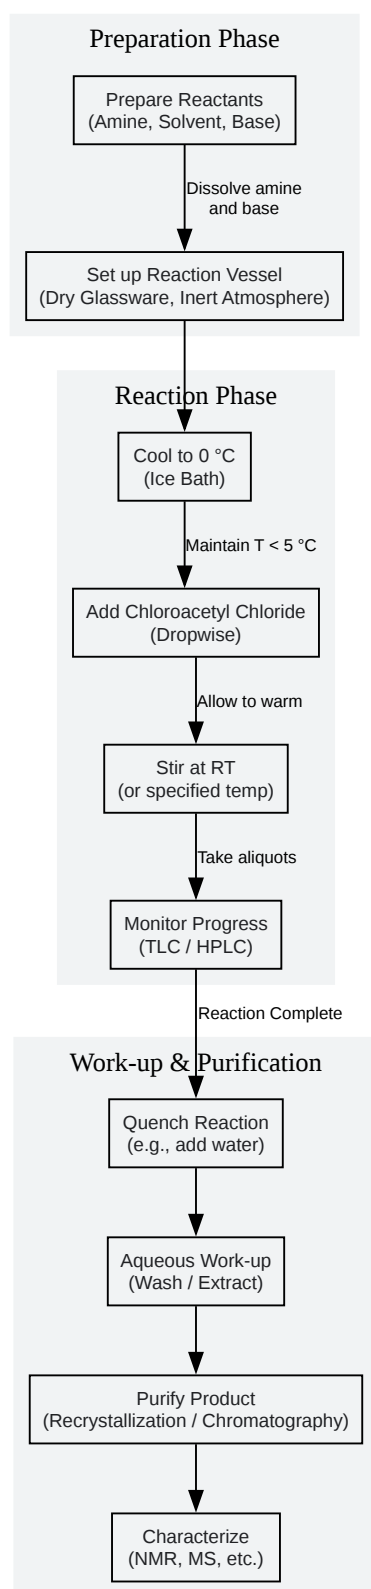 Preparation Phase
Prepare Reactants
(Amine, Solvent, Base)
Dissolve amine
and base
Set up Reaction Vessel
(Dry Glassware, Inert Atmosphere)
Reaction Phase
Cool to 0 °C
(Ice Bath)
Maintain T < 5 °C
Add Chloroacetyl Chloride
(Dropwise)
Allow to warm
Stir at RT
(or specified temp)
Take aliquots
Monitor Progress
(TLC / HPLC)
Reaction Complete
Work-up & Purification
Quench Reaction
(e.g., add water)
Aqueous Work-up
(Wash / Extract)
Purify Product
(Recrystallization / Chromatography)
Characterize
(NMR, MS, etc.)